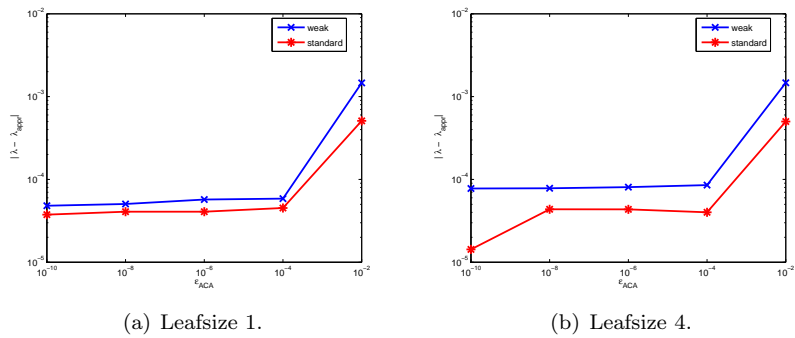 10⁻²
weak
standard
10⁻³
| λ − λ_appr|
10⁻⁴
10⁻⁵
10⁻¹⁰ 10⁻⁸ 10⁻⁶ 10⁻⁴ 10⁻²
ε_ACA
(a) Leafsize 1.
10⁻²
weak
standard
10⁻³
| λ − λ_appr|
10⁻⁴
10⁻⁵
10⁻¹⁰ 10⁻⁸ 10⁻⁶ 10⁻⁴ 10⁻²
ε_ACA
(b) Leafsize 4.